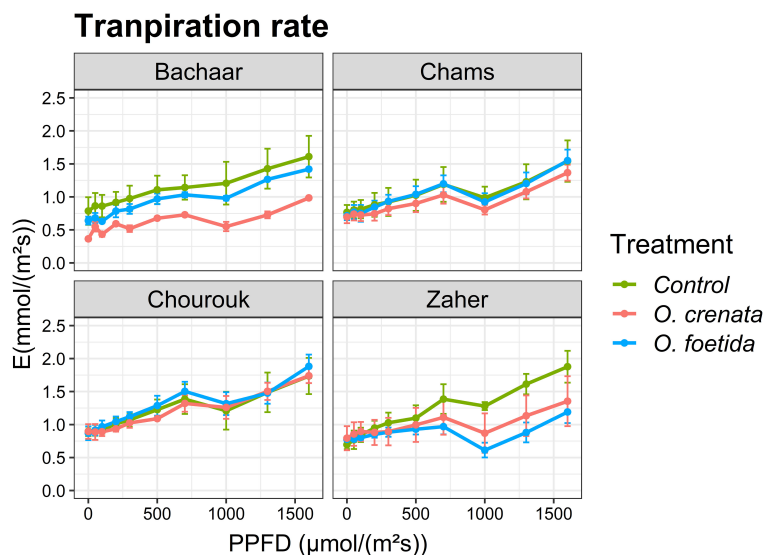 Tranpiration rate
Bachaar
Chams
2.5
2.0
1.5
1.0
0.5
0.0
Chourouk
Zaher
2.5
2.0
1.5
1.0
0.5
0.0
E(mmol/(m²s))
0 500 1000 1500
0 500 1000 1500
PPFD (µmol/(m²s))
Treatment
Control
O. crenata
O. foetida